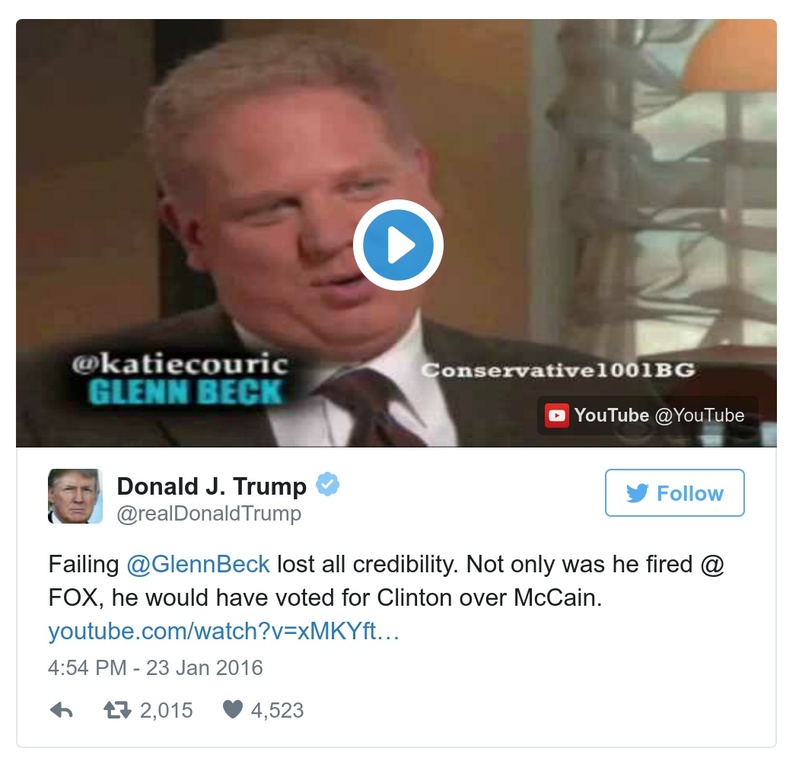 @katiecouric
GLENN BECK
Conservative1001BG
YouTube @YouTube
Donald J. Trump
@realDonaldTrump
Follow
Failing @GlennBeck lost all credibility. Not only was he fired @
FOX, he would have voted for Clinton over McCain.
youtube.com/watch?v=xMKYft…
4:54 PM - 23 Jan 2016
2,015 4,523